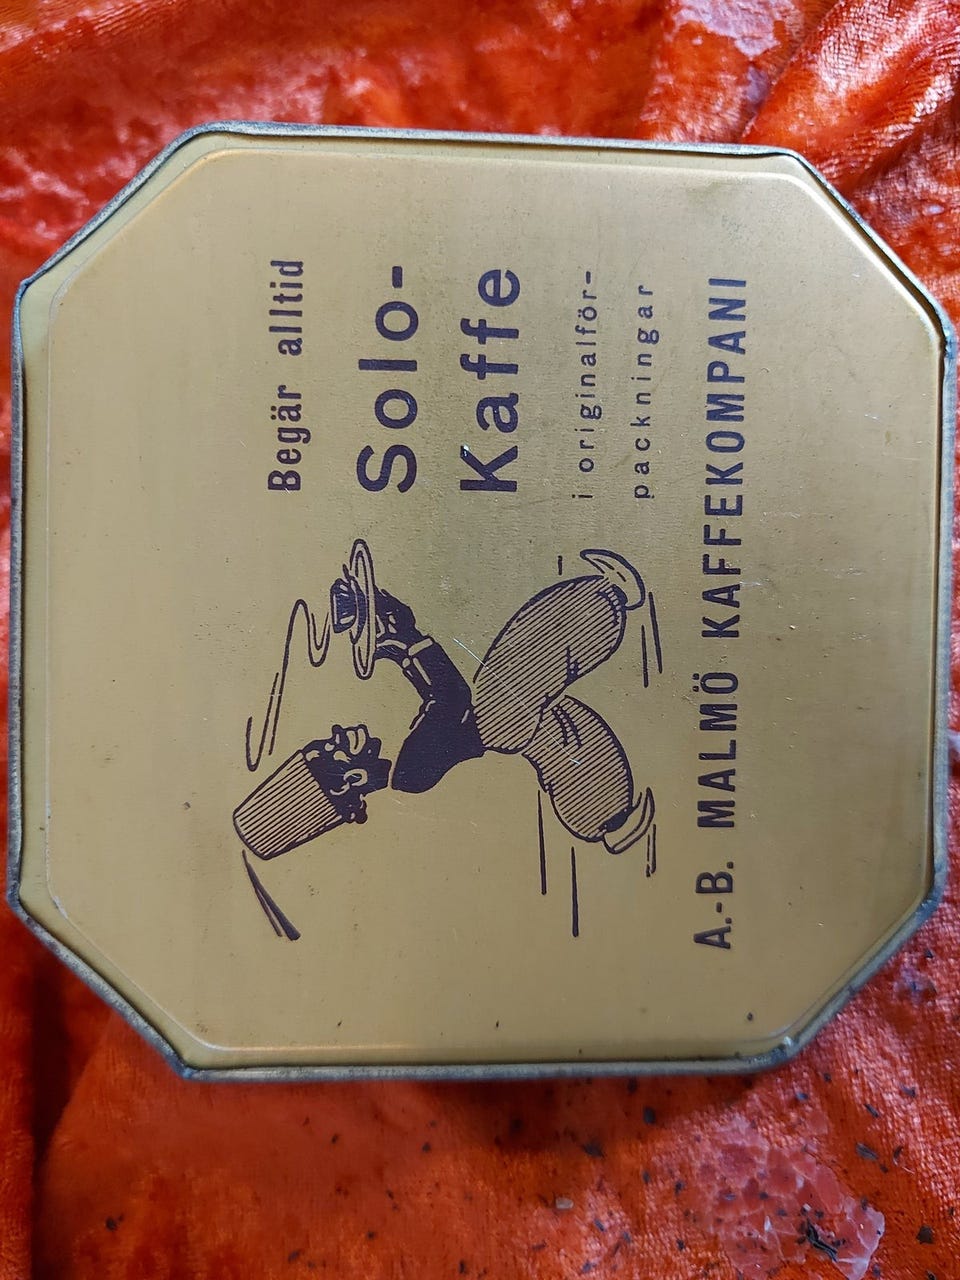 Begär alltid
Solo-
Kaffe
i originalför-
packningar
A.-B. MALMÖ KAFFEKOMPANI